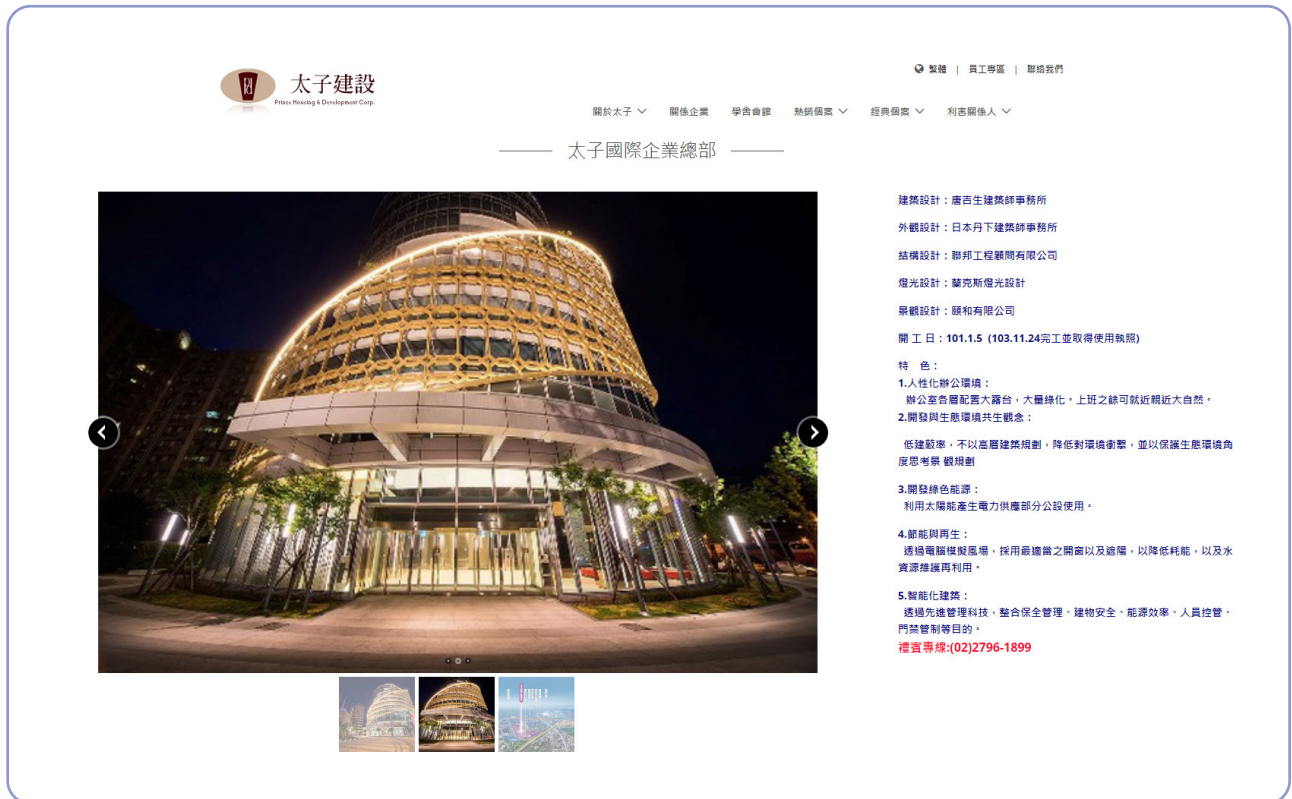 太子建設
Prince Housing & Development Corp.
繁體 | 員工專區 | 聯絡我們
關於太子 關係企業 學舍會館 熱銷個案 經典個案 利害關係人
太子國際企業總部
建築設計：唐吉生建築師事務所
外觀設計：日本丹下建築師事務所
結構設計：聯邦工程顧問有限公司
燈光設計：蘭克斯燈光設計
景觀設計：頤和有限公司
開 工 日：101.1.5 (103.11.24完工並取得使用執照)
特　色：
1.人性化辦公環境：
辦公室各層配置大露台，大量綠化。上班之餘可就近親近大自然。
2.開發與生態環境共生觀念：
低建蔽率，不以高層建築規劃，降低對環境衝擊，並以保護生態環境角
度思考景 觀規劃
3.開發綠色能源：
利用太陽能產生電力供應部分公設使用。
4.節能與再生：
透過電腦模擬風場，採用最適當之開窗以及遮陽，以降低耗能，以及水
資源維護再利用。
5.智能化建築：
透過先進管理科技，整合保全管理、建物安全、能源效率、人員控管、
門禁管制等目的。
禮賓專線:(02)2796-1899